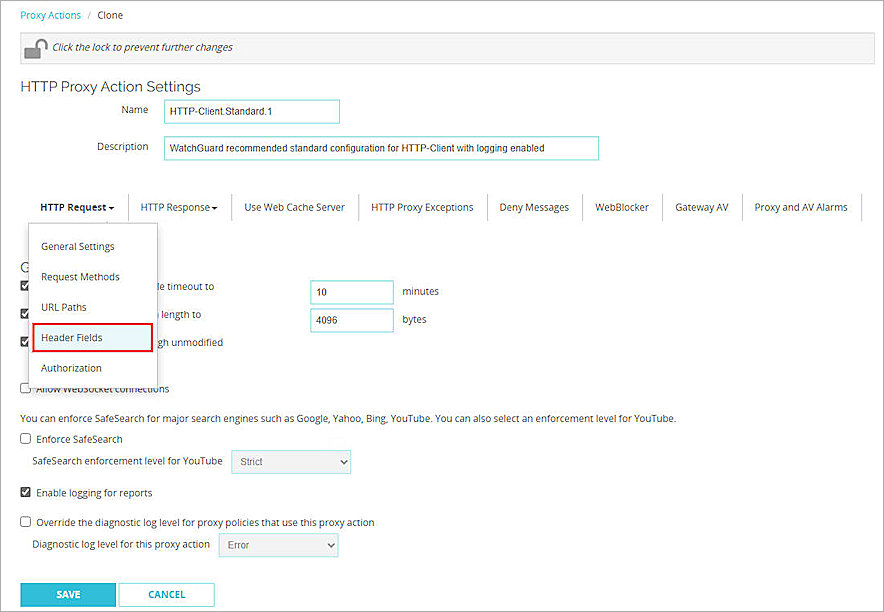 Proxy Actions / Clone
Click the lock to prevent further changes
HTTP Proxy Action Settings
Name HTTP-Client.Standard.1
Description WatchGuard recommended standard configuration for HTTP-Client with logging enabled
HTTP Request HTTP Response Use Web Cache Server HTTP Proxy Exceptions Deny Messages WebBlocker Gateway AV Proxy and AV Alarms
General Settings
Request Methods
URL Paths
Header Fields
Authorization
timeout to 10 minutes
length to 4096 bytes
unmodified
Allow WebSocket connections
You can enforce SafeSearch for major search engines such as Google, Yahoo, Bing, YouTube. You can also select an enforcement level for YouTube.
Enforce SafeSearch
SafeSearch enforcement level for YouTube Strict
Enable logging for reports
Override the diagnostic log level for proxy policies that use this proxy action
Diagnostic log level for this proxy action Error
SAVE CANCEL